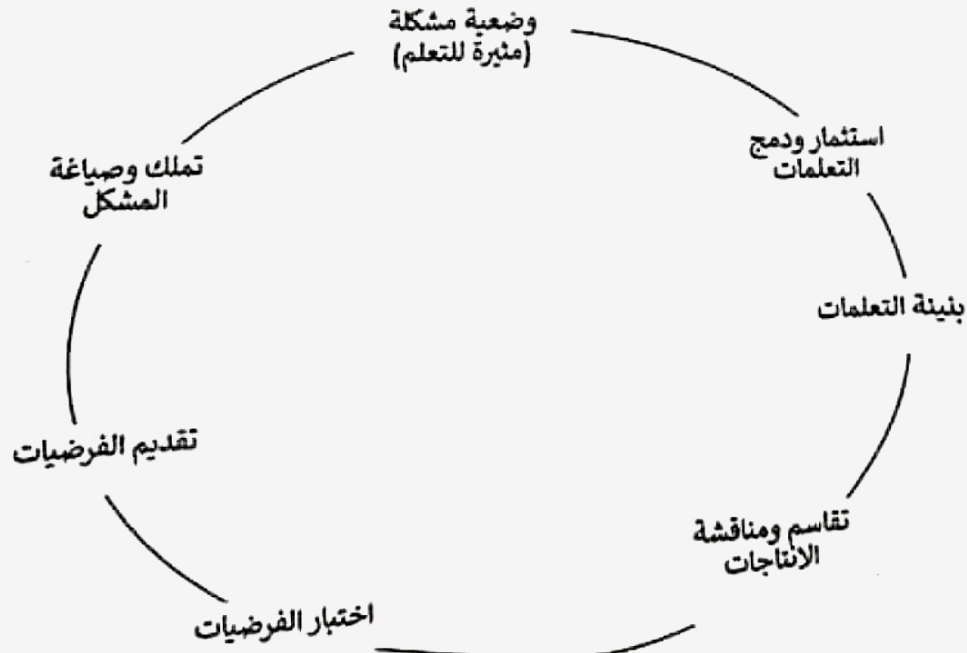 وضعية مشكلة
(مثيرة للتعلم)
استثمار ودمج
التعلمات
تملك وصياغة
المشكل
بنينة التعلمات
تقديم الفرضيات
تقاسم ومناقشة
الانتاجات
اختبار الفرضيات